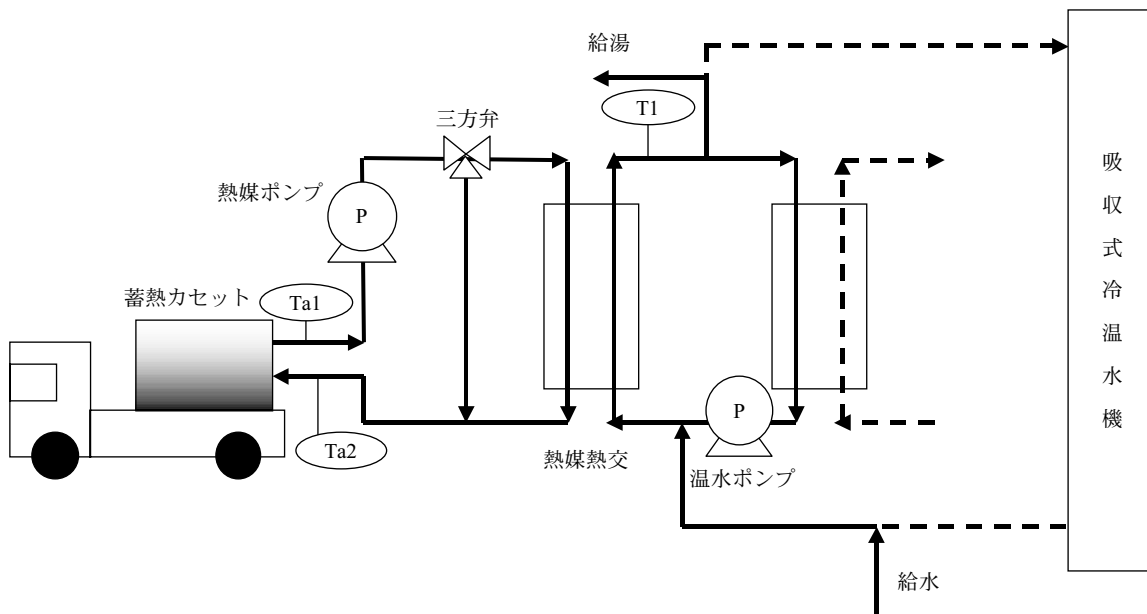 給湯
T1
三方弁
熱媒ポンプ
P
蓄熱カセット
Ta1
Ta2
熱媒熱交
P
温水ポンプ
給水
吸収式冷温水機